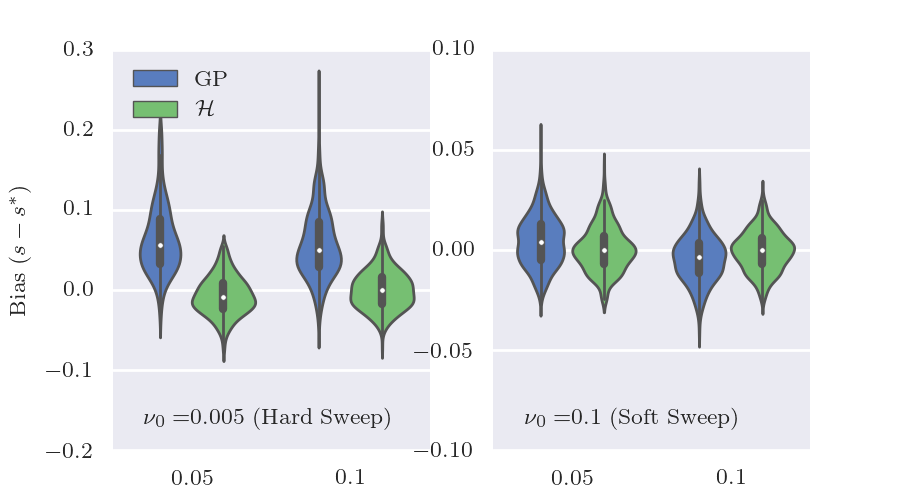 0.3
0.2
0.1
0.0
−0.1
−0.2
Bias (s − s*)
GP
ℋ
ν₀ =0.005 (Hard Sweep)
0.05 0.1
0.10
0.05
0.00
−0.05
−0.10
ν₀ =0.1 (Soft Sweep)
0.05 0.1